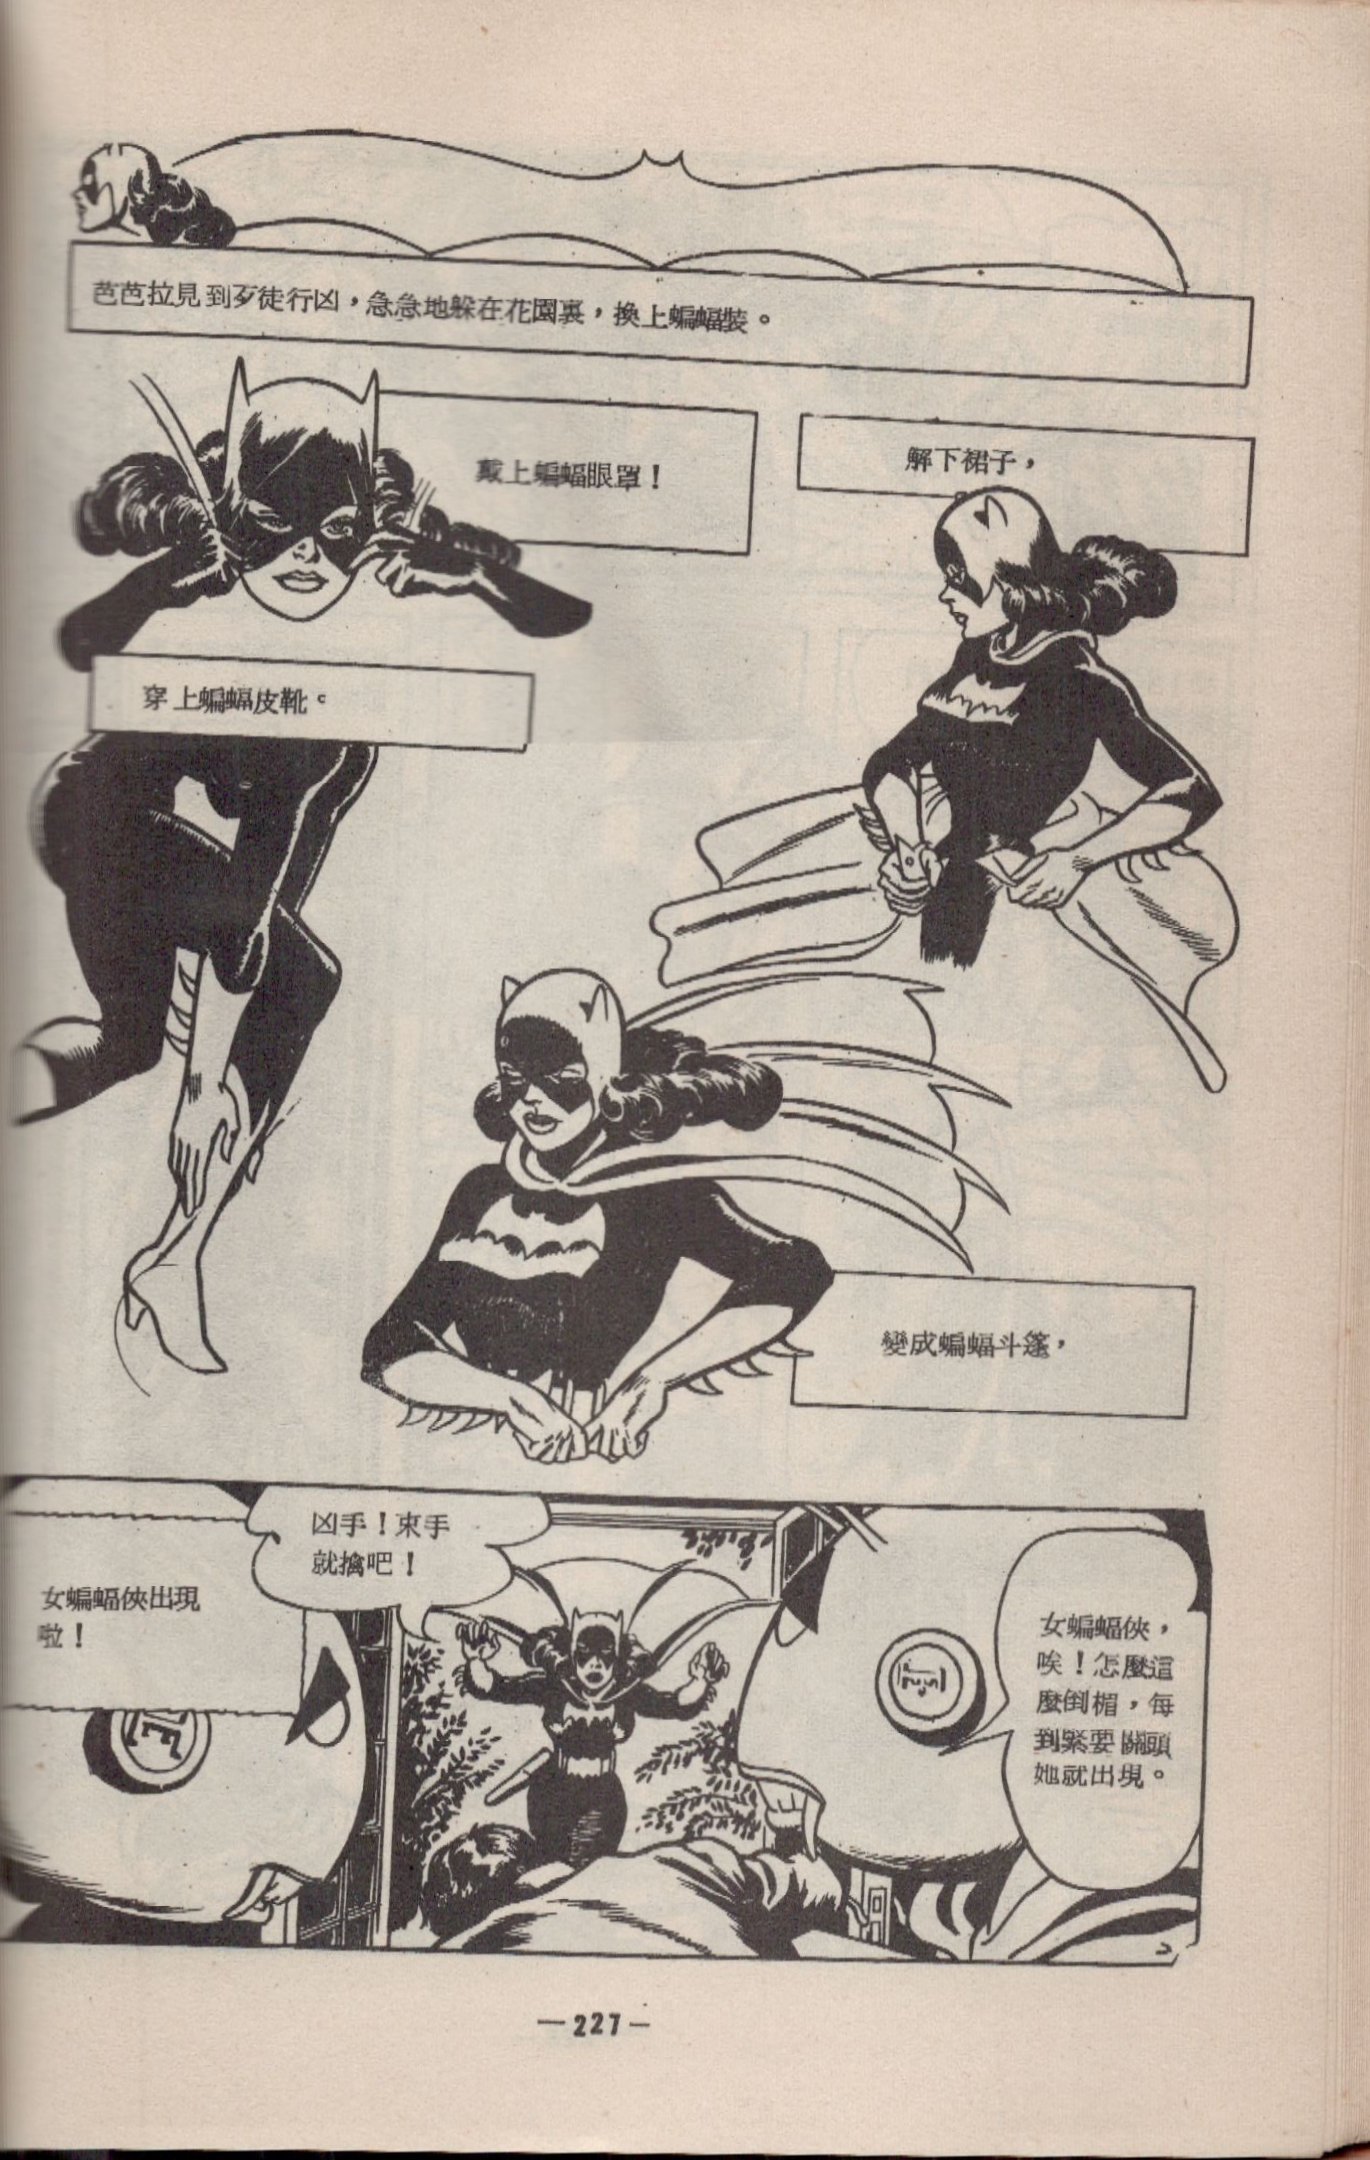 芭芭拉見到歹徒行凶，急急地躲在花園裏，換上蝙蝠裝。
戴上蝙蝠眼罩！
解下裙子，
穿上蝙蝠皮靴。
變成蝙蝠斗篷，
女蝙蝠俠出現
啦！
凶手！束手
就擒吧！
女蝙蝠俠，
唉！怎麼這
麼倒楣，每
到緊要關頭
她就出現。
—227—